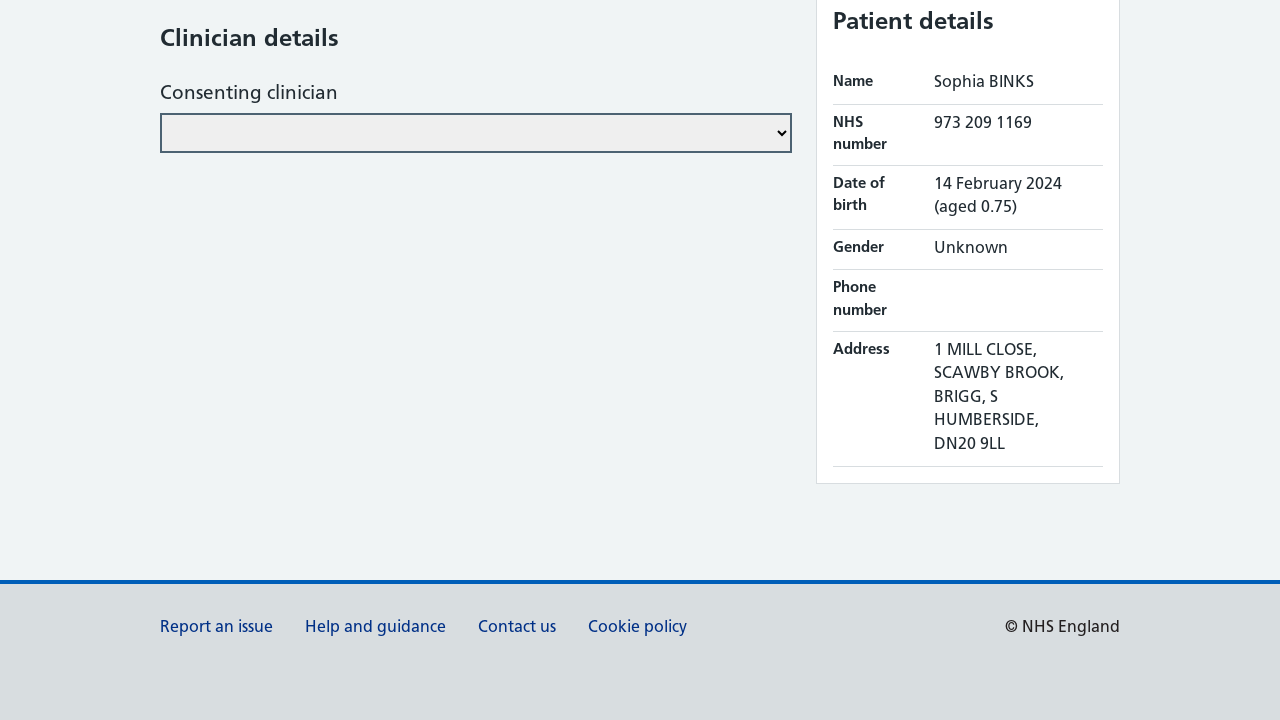 Clinician details
Consenting clinician
Patient details
Name Sophia BINKS
NHS number 973 209 1169
Date of birth 14 February 2024 (aged 0.75)
Gender Unknown
Phone number
Address 1 MILL CLOSE,
SCAWBY BROOK,
BRIGG, S
HUMBERSIDE,
DN20 9LL
Report an issue Help and guidance Contact us Cookie policy © NHS England